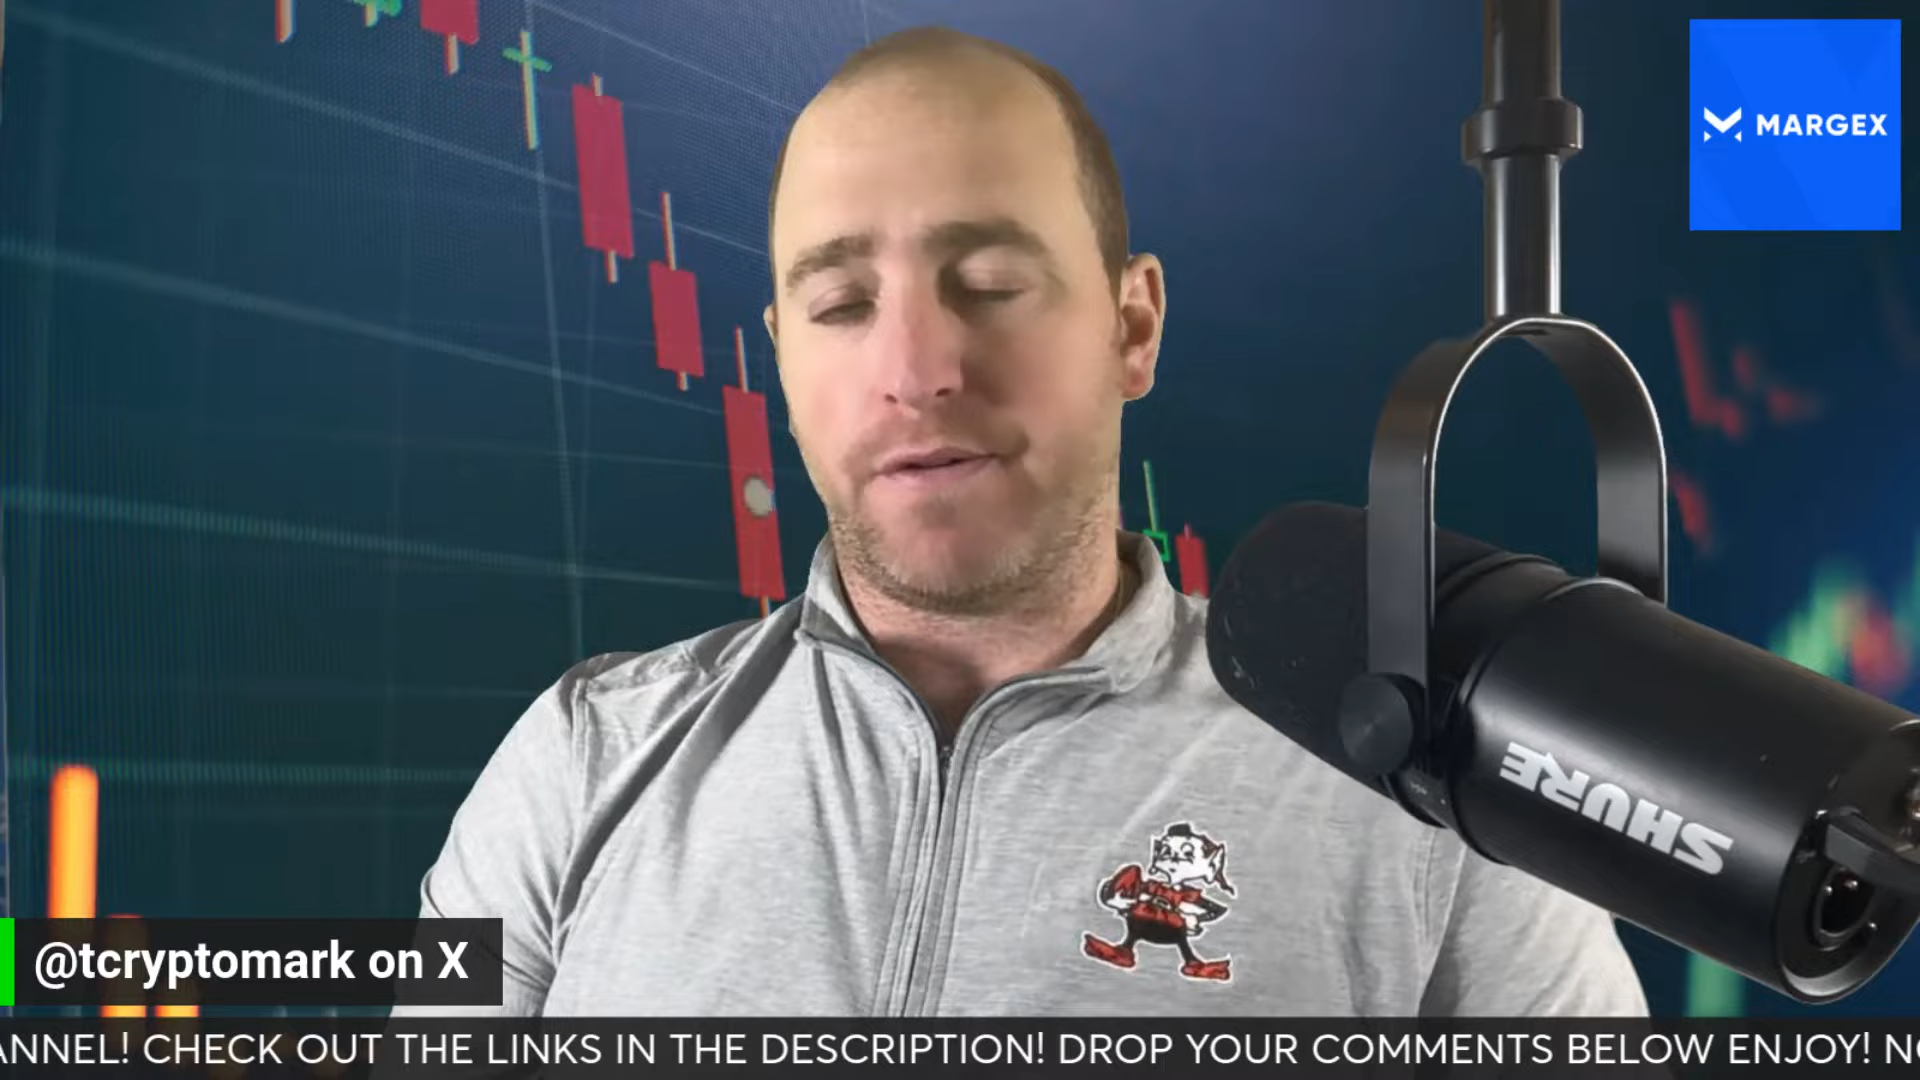 MARGEX
SHURE
@tcryptomark on X
ANNEL! CHECK OUT THE LINKS IN THE DESCRIPTION! DROP YOUR COMMENTS BELOW ENJOY!